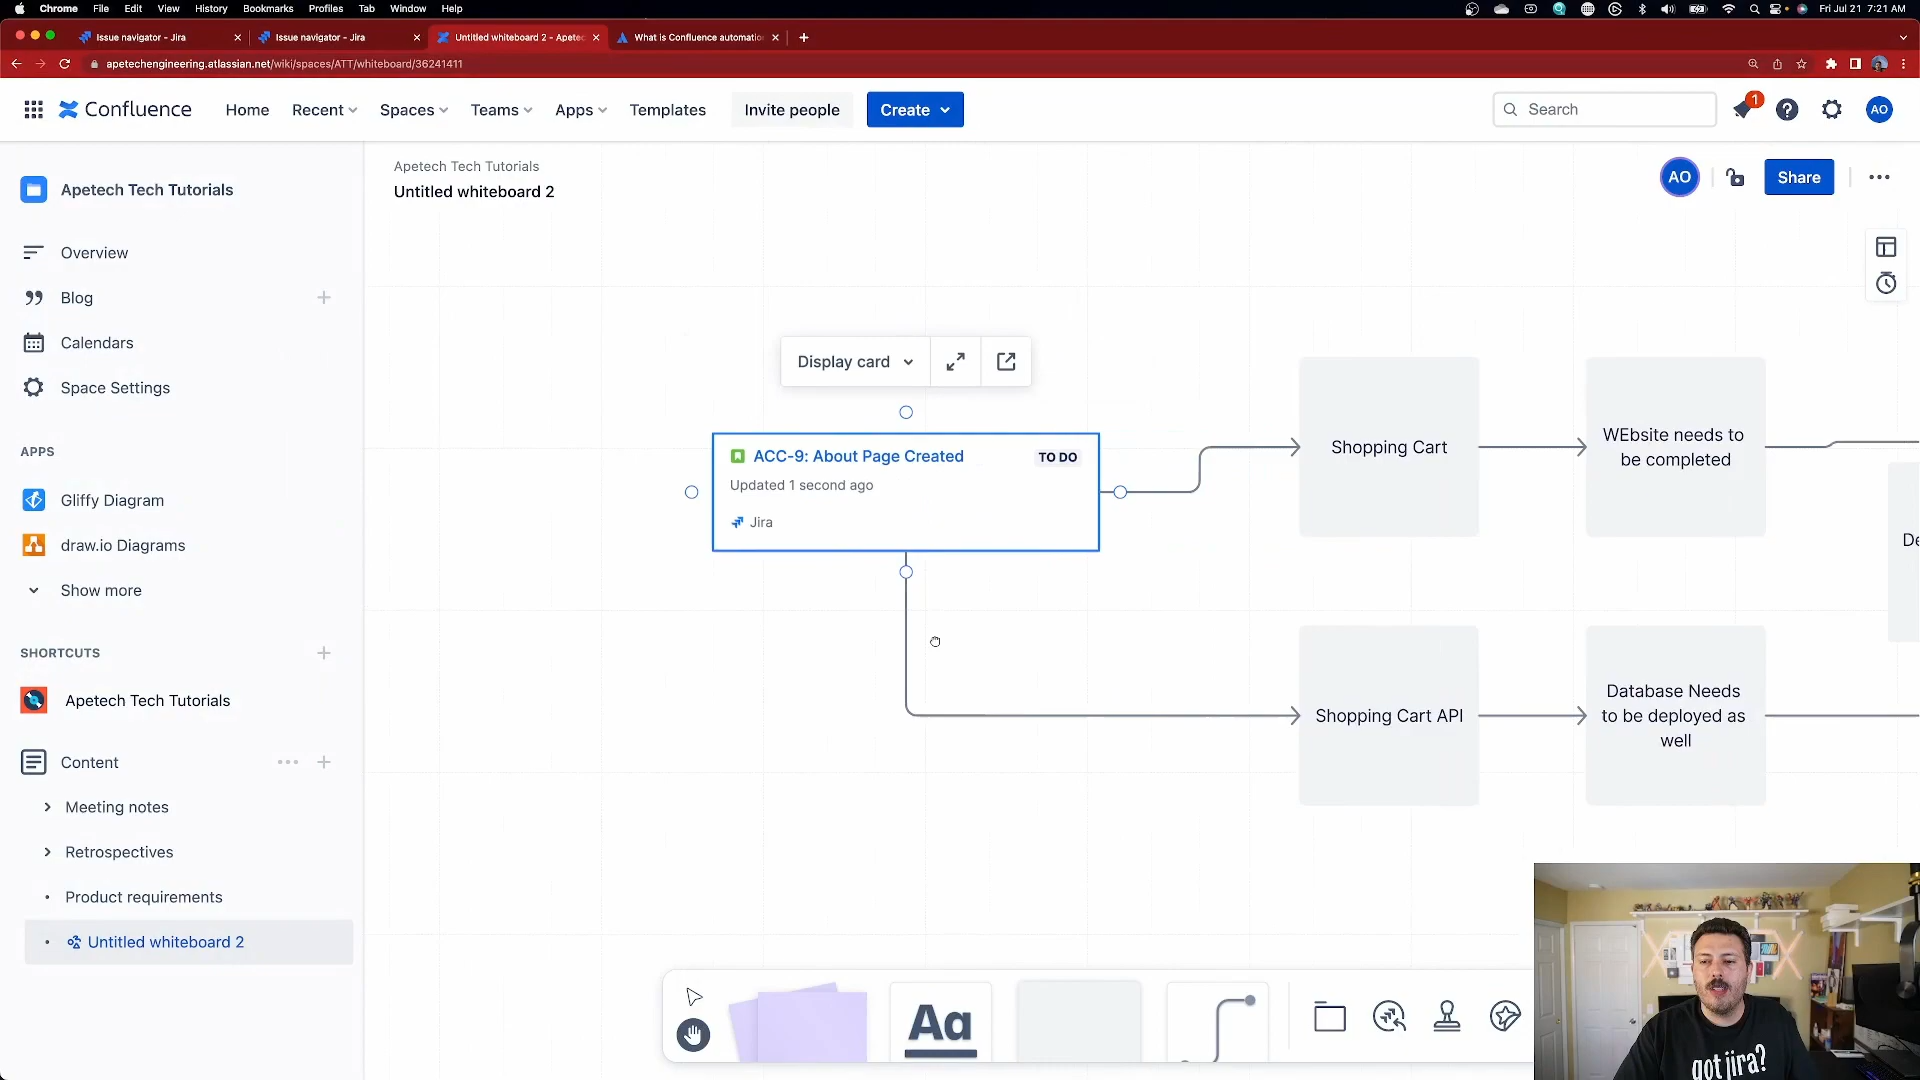 Chrome File Edit View History Bookmarks Profiles Tab Window Help Fri Jul 21 7:21 AM
Issue navigator - Jira
Issue navigator - Jira
Untitled whiteboard 2 - Apetec
What is Confluence automatio
apetechengineering.atlassian.net/wiki/spaces/ATT/whiteboard/36241411
Confluence Home Recent Spaces Teams Apps Templates Invite people Create Search 1 AO
Apetech Tech Tutorials
Overview
Blog
Calendars
Space Settings
APPS
Gliffy Diagram
draw.io Diagrams
Show more
SHORTCUTS
Apetech Tech Tutorials
Content
Meeting notes
Retrospectives
Product requirements
Untitled whiteboard 2
Apetech Tech Tutorials
Untitled whiteboard 2
AO Share
Display card
ACC-9: About Page Created TO DO
Updated 1 second ago
Jira
Shopping Cart
WEbsite needs to
be completed
De
Shopping Cart API
Database Needs
to be deployed as
well
Aa
got jira?